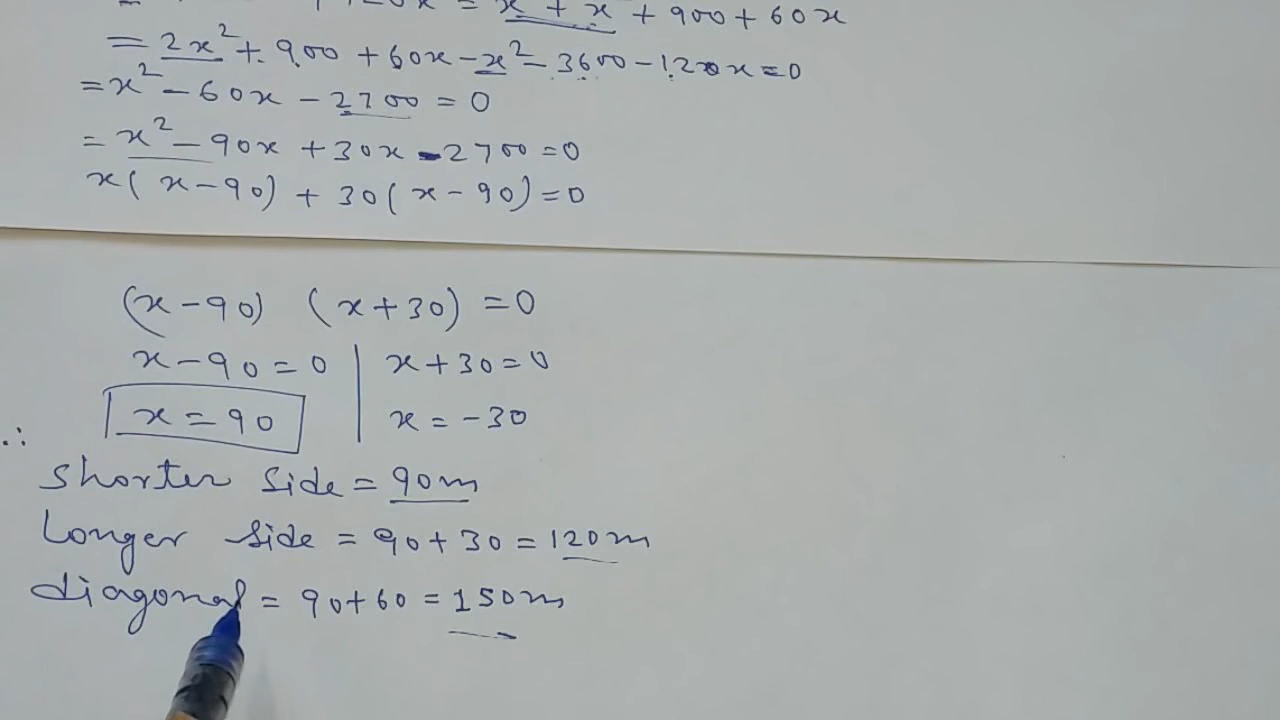 = x + x + 900 + 60x
= 2x² + 900 + 60x - x² - 3600 - 120x = 0
= x² - 60x - 2700 = 0
= x² - 90x + 30x - 2700 = 0
x(x - 90) + 30(x - 90) = 0
(x - 90) (x + 30) = 0
x - 90 = 0 | x + 30 = 0
∴ x = 90 | x = -30
Shorter side = 90m
Longer side = 90 + 30 = 120m
diagonal = 90 + 60 = 150m